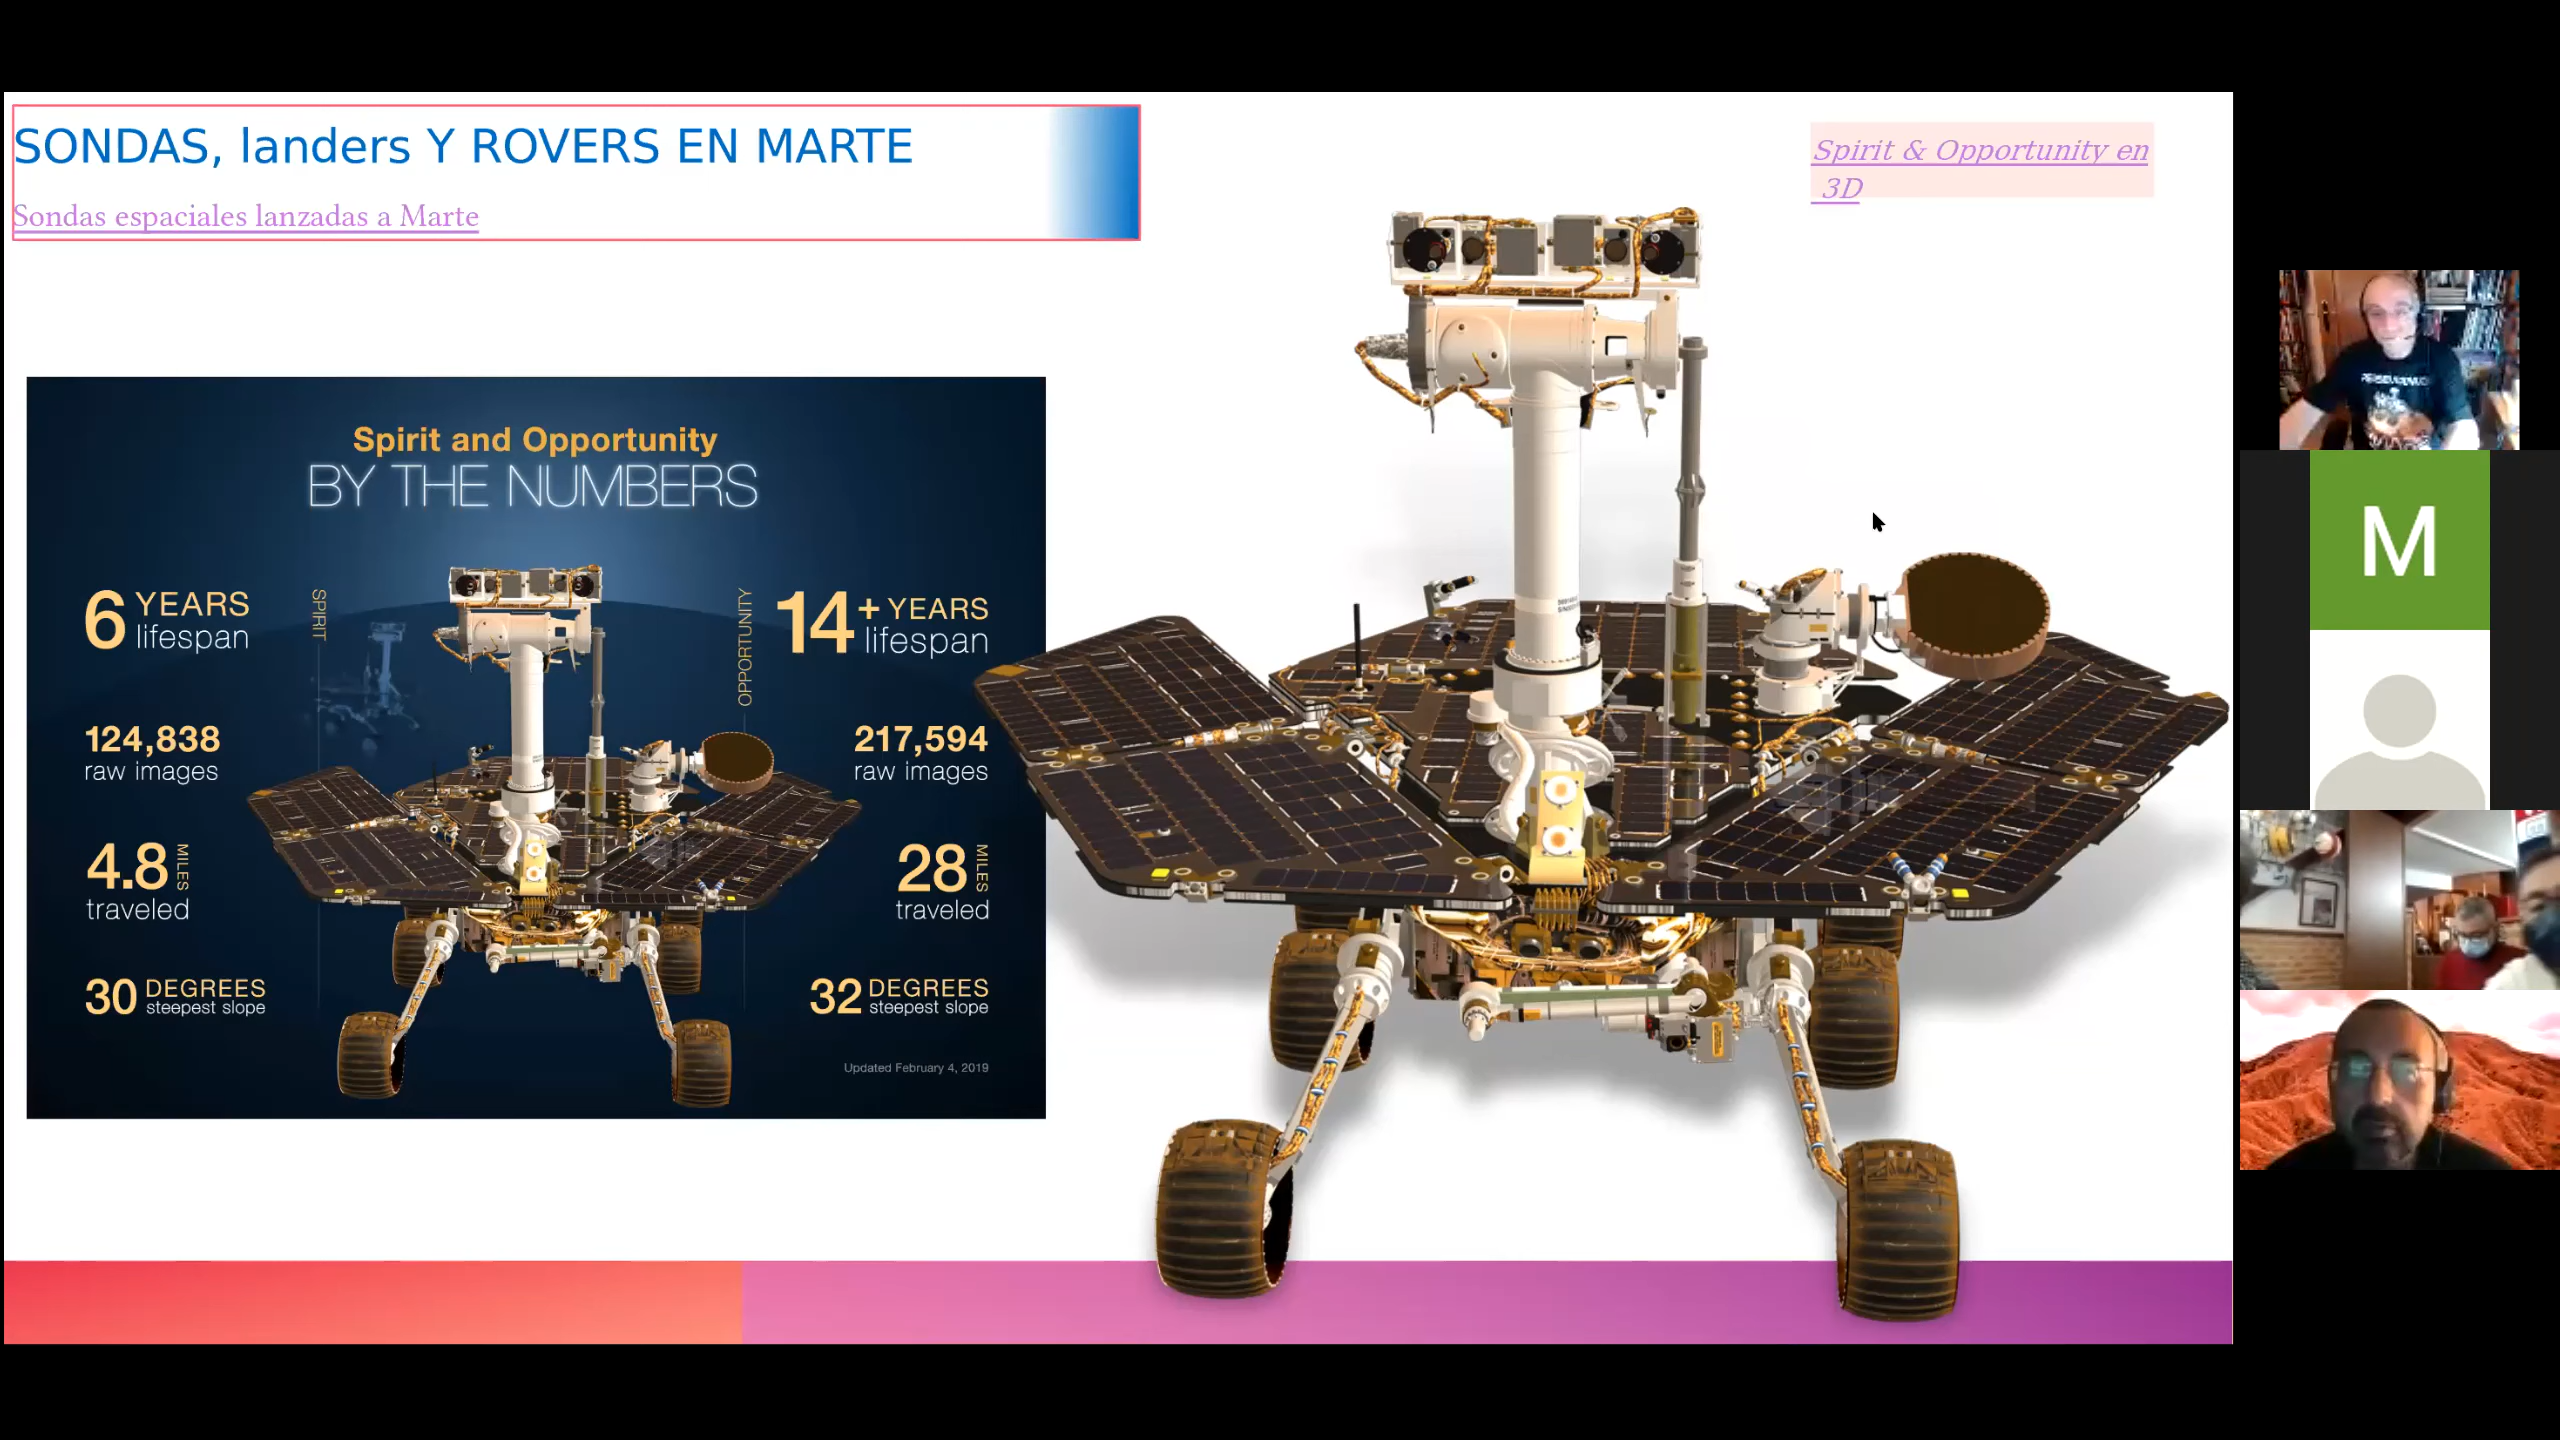 SONDAS, landers Y ROVERS EN MARTE
Sondas espaciales lanzadas a Marte
Spirit & Opportunity en
3D
Spirit and Opportunity
BY THE NUMBERS
SPIRIT
6 YEARS
lifespan
124,838
raw images
4.8 MILES
traveled
30 DEGREES
steepest slope
OPPORTUNITY
14+ YEARS
lifespan
217,594
raw images
28 MILES
traveled
32 DEGREES
steepest slope
Updated February 4, 2019
M